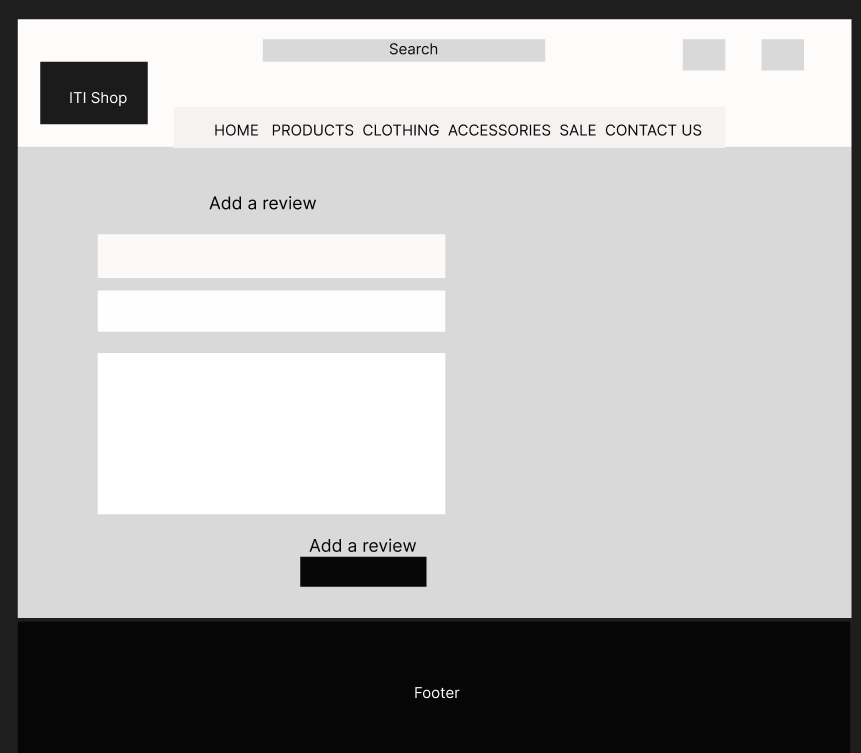 Search
ITI Shop
HOME PRODUCTS CLOTHING ACCESSORIES SALE CONTACT US
Add a review
Add a review
Footer